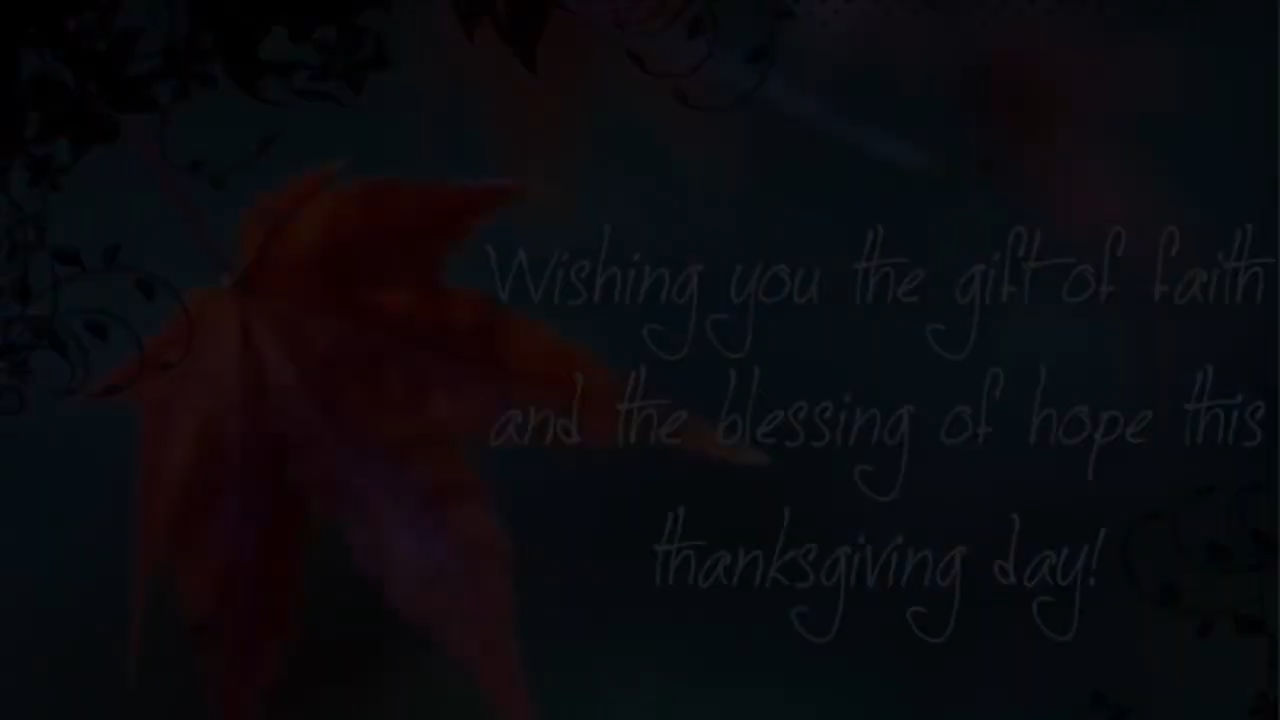 Wishing you the gift of faith
and the blessing of hope this
thanksgiving day!